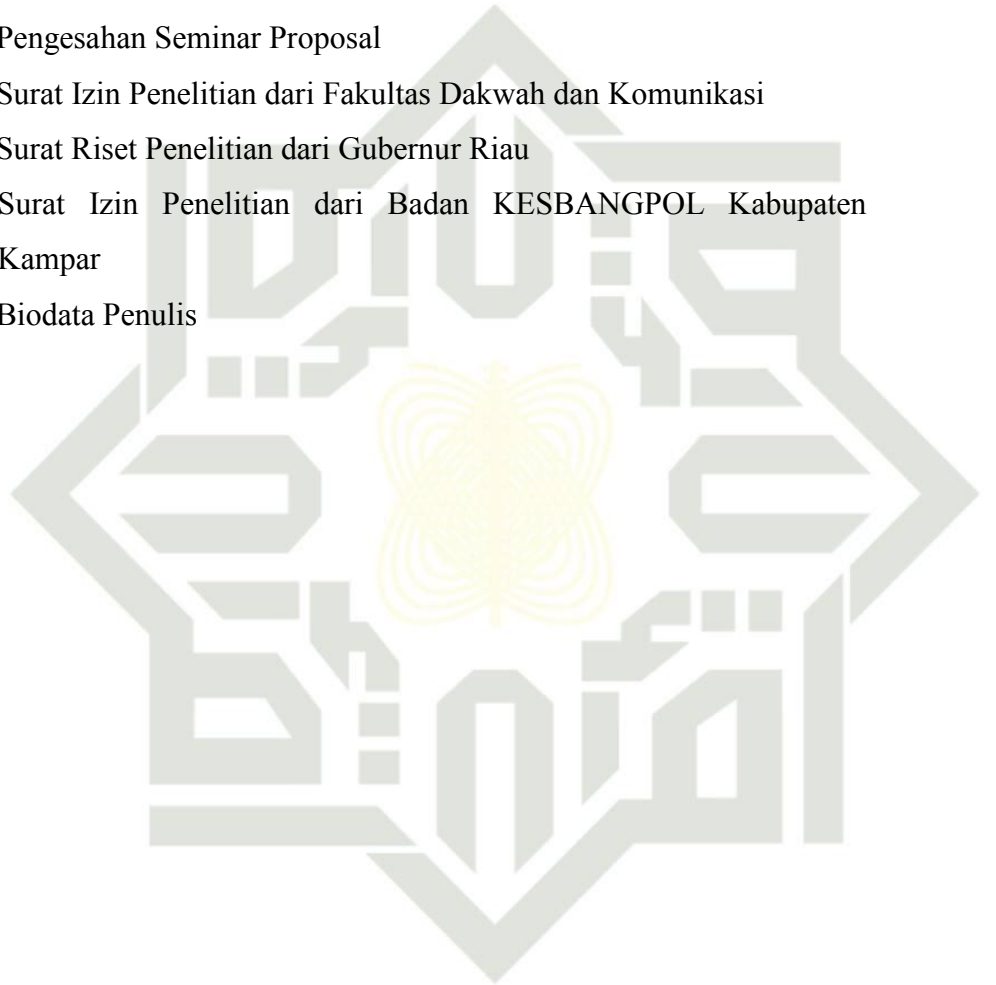 Pengesahan Seminar Proposal
Surat Izin Penelitian dari Fakultas Dakwah dan Komunikasi
Surat Riset Penelitian dari Gubernur Riau
Surat Izin Penelitian dari Badan KESBANGPOL Kabupaten
Kampar
Biodata Penulis